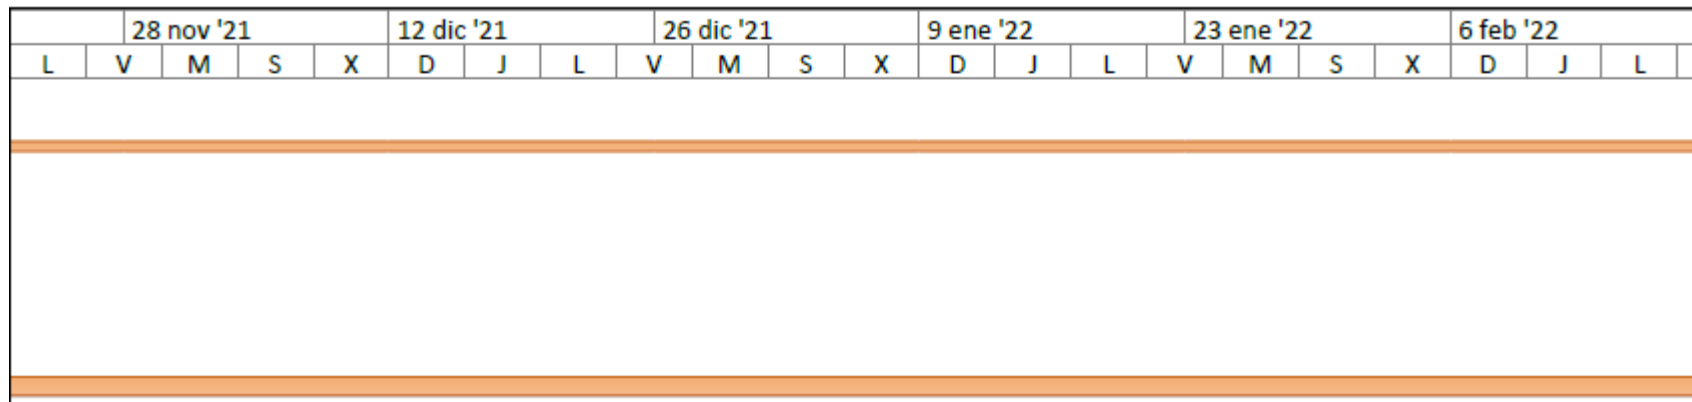 28 nov '21 12 dic '21 26 dic '21 9 ene '22 23 ene '22 6 feb '22
L V M S X D J L V M S X D J L V M S X D J L